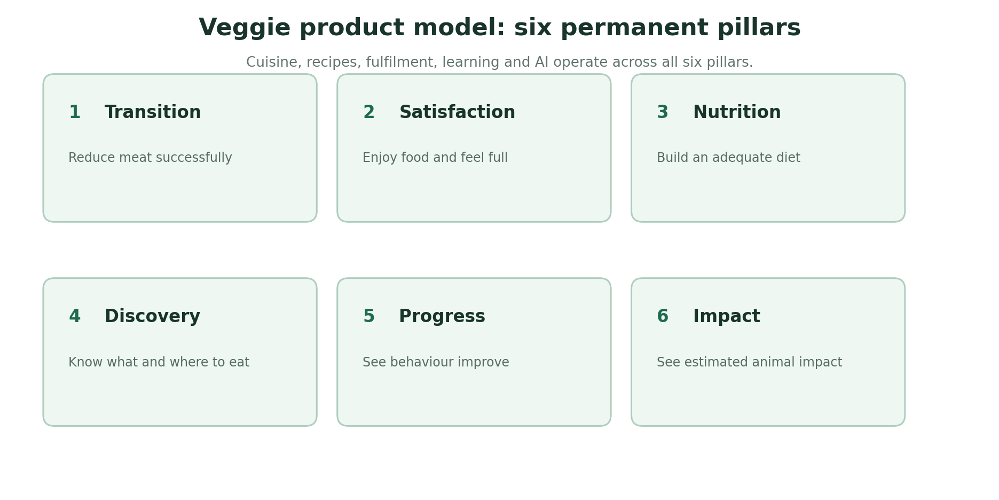 Veggie product model: six permanent pillars
Cuisine, recipes, fulfilment, learning and AI operate across all six pillars.
1 Transition
Reduce meat successfully
2 Satisfaction
Enjoy food and feel full
3 Nutrition
Build an adequate diet
4 Discovery
Know what and where to eat
5 Progress
See behaviour improve
6 Impact
See estimated animal impact